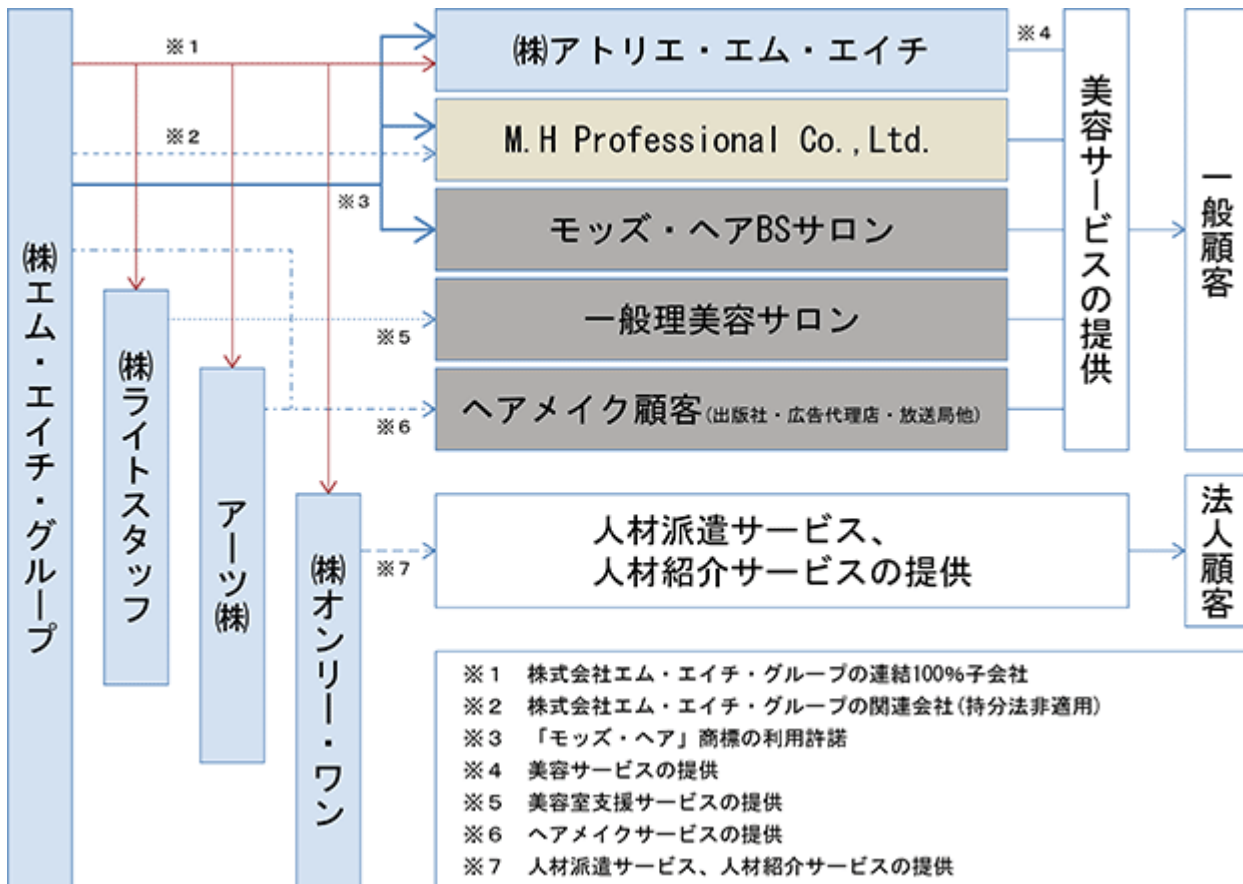 ㈱エム・エイチ・グループ
※1
※2
※3
㈱ライトスタッフ
アーツ㈱
㈱オンリー・ワン
㈱アトリエ・エム・エイチ
※4
M.H Professional Co.,Ltd.
モッズ・ヘアBSサロン
一般理美容サロン
※5
ヘアメイク顧客(出版社・広告代理店・放送局他)
※6
美容サービスの提供
一般顧客
人材派遣サービス、
人材紹介サービスの提供
※7
法人顧客
※1 株式会社エム・エイチ・グループの連結100%子会社
※2 株式会社エム・エイチ・グループの関連会社(持分法非適用)
※3 「モッズ・ヘア」商標の利用許諾
※4 美容サービスの提供
※5 美容室支援サービスの提供
※6 ヘアメイクサービスの提供
※7 人材派遣サービス、人材紹介サービスの提供